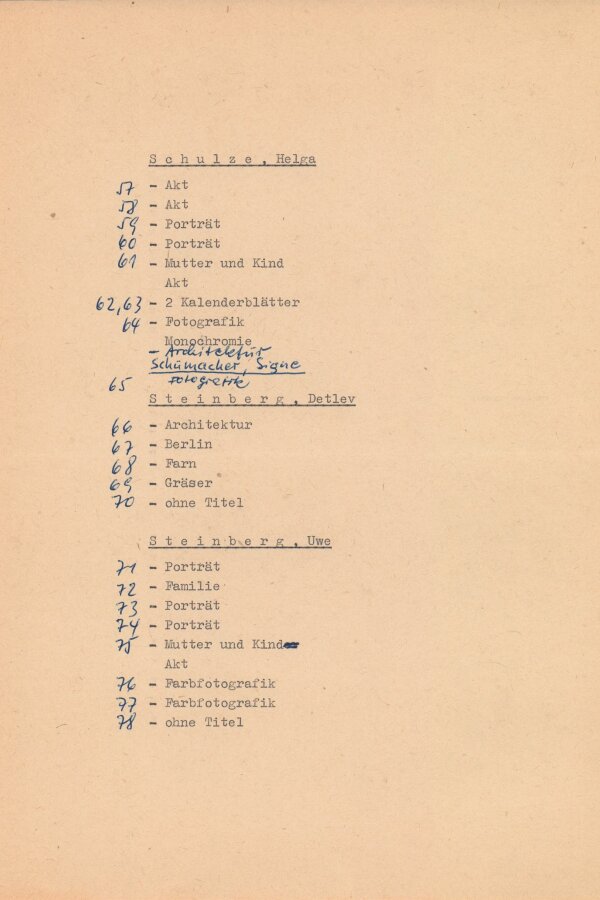 S c h u l z e , Helga
57 - Akt
58 - Akt
59 - Porträt
60 - Porträt
61 - Mutter und Kind
Akt
62,63 - 2 Kalenderblätter
64 - Fotografik
Monochromie
- Architektur
Schumacher, Signe
65 Fotografik
S t e i n b e r g , Detlev
66 - Architektur
67 - Berlin
68 - Farn
69 - Gräser
70 - ohne Titel
S t e i n b e r g , Uwe
71 - Porträt
72 - Familie
73 - Porträt
74 - Porträt
75 - Mutter und Kind
Akt
76 - Farbfotografik
77 - Farbfotografik
78 - ohne Titel